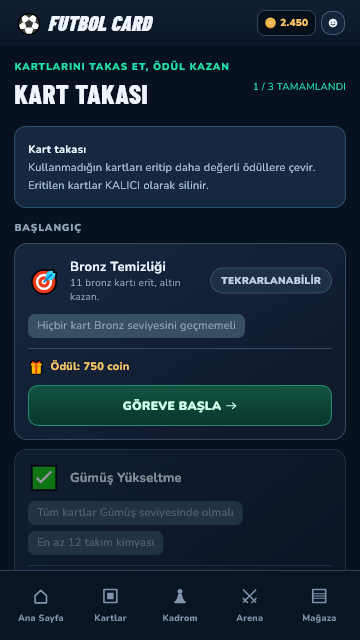 FUTBOL CARD
2.450
KARTLARINI TAKAS ET, ÖDÜL KAZAN
KART TAKASI
1 / 3 TAMAMLANDI
Kart takası
Kullanmadığın kartları eritip daha değerli ödüllere çevir.
Eritilen kartlar KALICI olarak silinir.
BAŞLANGIÇ
Bronz Temizliği
11 bronz kartı erit, altın
kazan.
TEKRARLANABİLİR
Hiçbir kart Bronz seviyesini geçmemeli
Ödül: 750 coin
GÖREVE BAŞLA →
Gümüş Yükseltme
Tüm kartlar Gümüş seviyesinde olmalı
En az 12 takım kimyası
Ana Sayfa
Kartlar
Kadrom
Arena
Mağaza